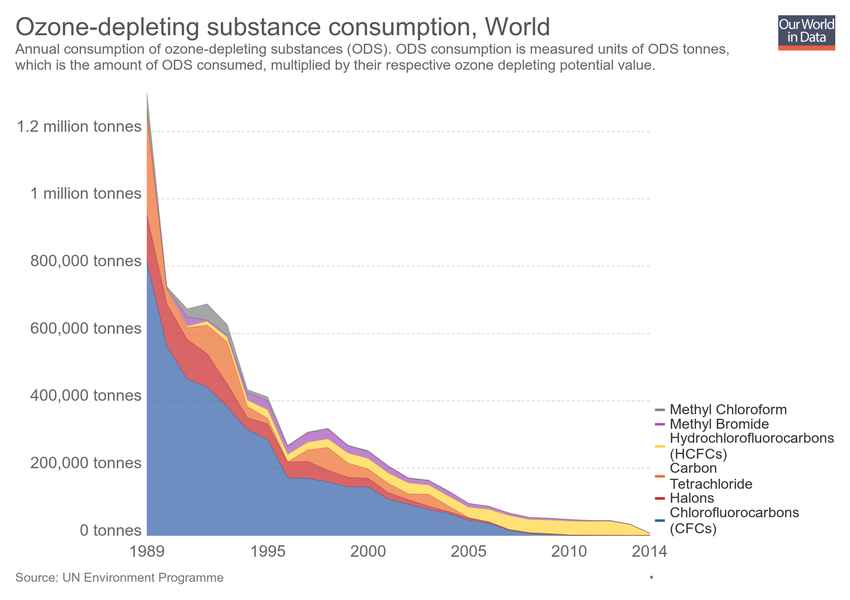 Ozone-depleting substance consumption, World
Our World
in Data
Annual consumption of ozone-depleting substances (ODS). ODS consumption is measured units of ODS tonnes,
which is the amount of ODS consumed, multiplied by their respective ozone depleting potential value.
1.2 million tonnes
1 million tonnes
800,000 tonnes
600,000 tonnes
400,000 tonnes
200,000 tonnes
0 tonnes
1989
1995
2000
2005
2010
2014
Methyl Chloroform
Methyl Bromide
Hydrochlorofluorocarbons
(HCFCs)
Carbon
Tetrachloride
Halons
Chlorofluorocarbons
(CFCs)
Source: UN Environment Programme